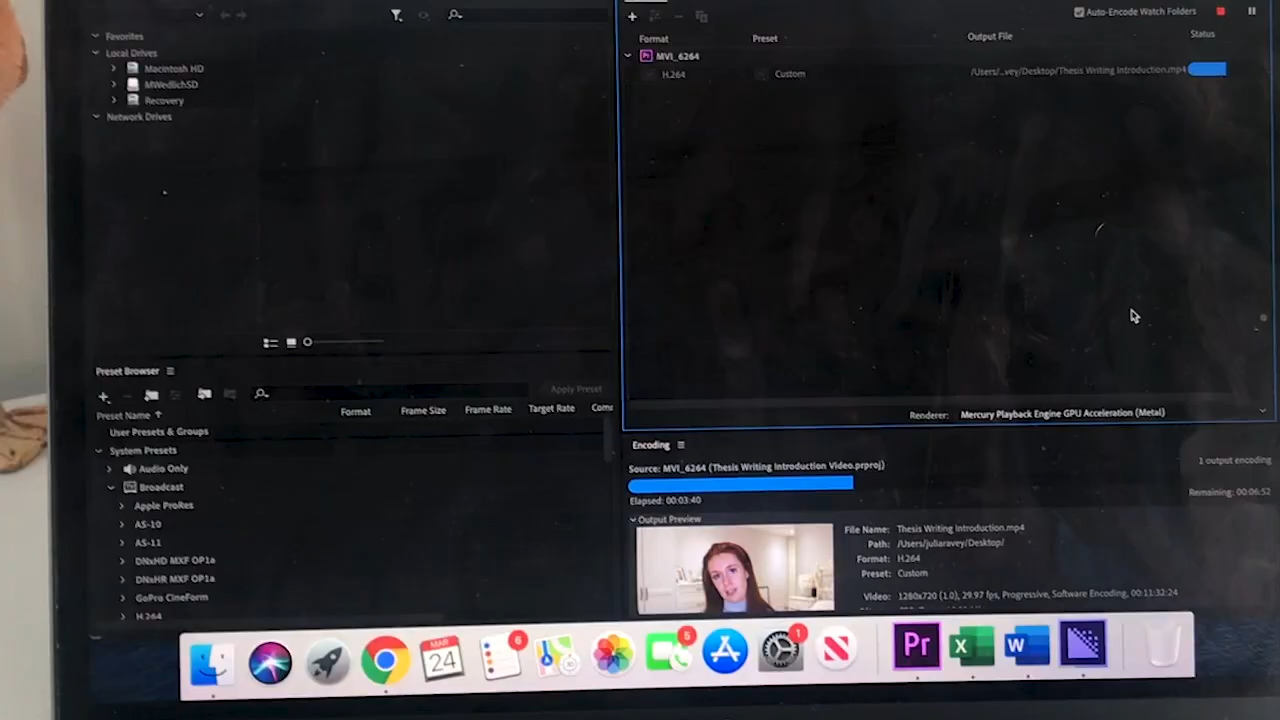 Auto-Encode Watch Folders
Favorites
Local Drives
Macintosh HD
MWedlichSD
Recovery
Network Drives
Format Preset Output File Status
MVI_6264
H.264 Custom /Users/...vey/Desktop/Thesis Writing Introduction.mp4
Preset Browser
Apply Preset
Preset Name Format Frame Size Frame Rate Target Rate Com
User Presets & Groups
System Presets
Audio Only
Broadcast
Apple ProRes
AS-10
AS-11
DNxHD MXF OP1a
DNxHR MXF OP1a
GoPro CineForm
H.264
Renderer: Mercury Playback Engine GPU Acceleration (Metal)
Encoding
1 output encoding
Source: MVI_6264 (Thesis Writing Introduction Video.prproj)
Elapsed: 00:03:40
Remaining: 00:06:52
Output Preview
File Name: Thesis Writing Introduction.mp4
Path: /Users/juliaravey/Desktop/
Format: H.264
Preset: Custom
Video: 1280x720 (1.0), 29.97 fps, Progressive, Software Encoding, 00:11:32:24
MAR
24
6
5
1
N
Pr
X
W